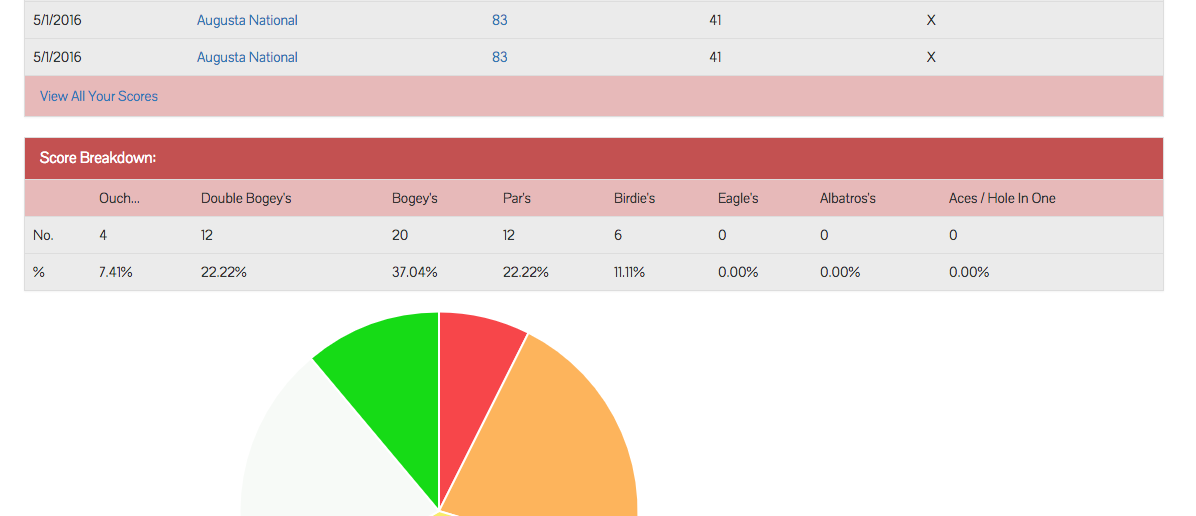 5/1/2016 Augusta National 83 41 X
5/1/2016 Augusta National 83 41 X
View All Your Scores
Score Breakdown:
Ouch... Double Bogey's Bogey's Par's Birdie's Eagle's Albatros's Aces / Hole In One
No. 4 12 20 12 6 0 0 0
% 7.41% 22.22% 37.04% 22.22% 11.11% 0.00% 0.00% 0.00%